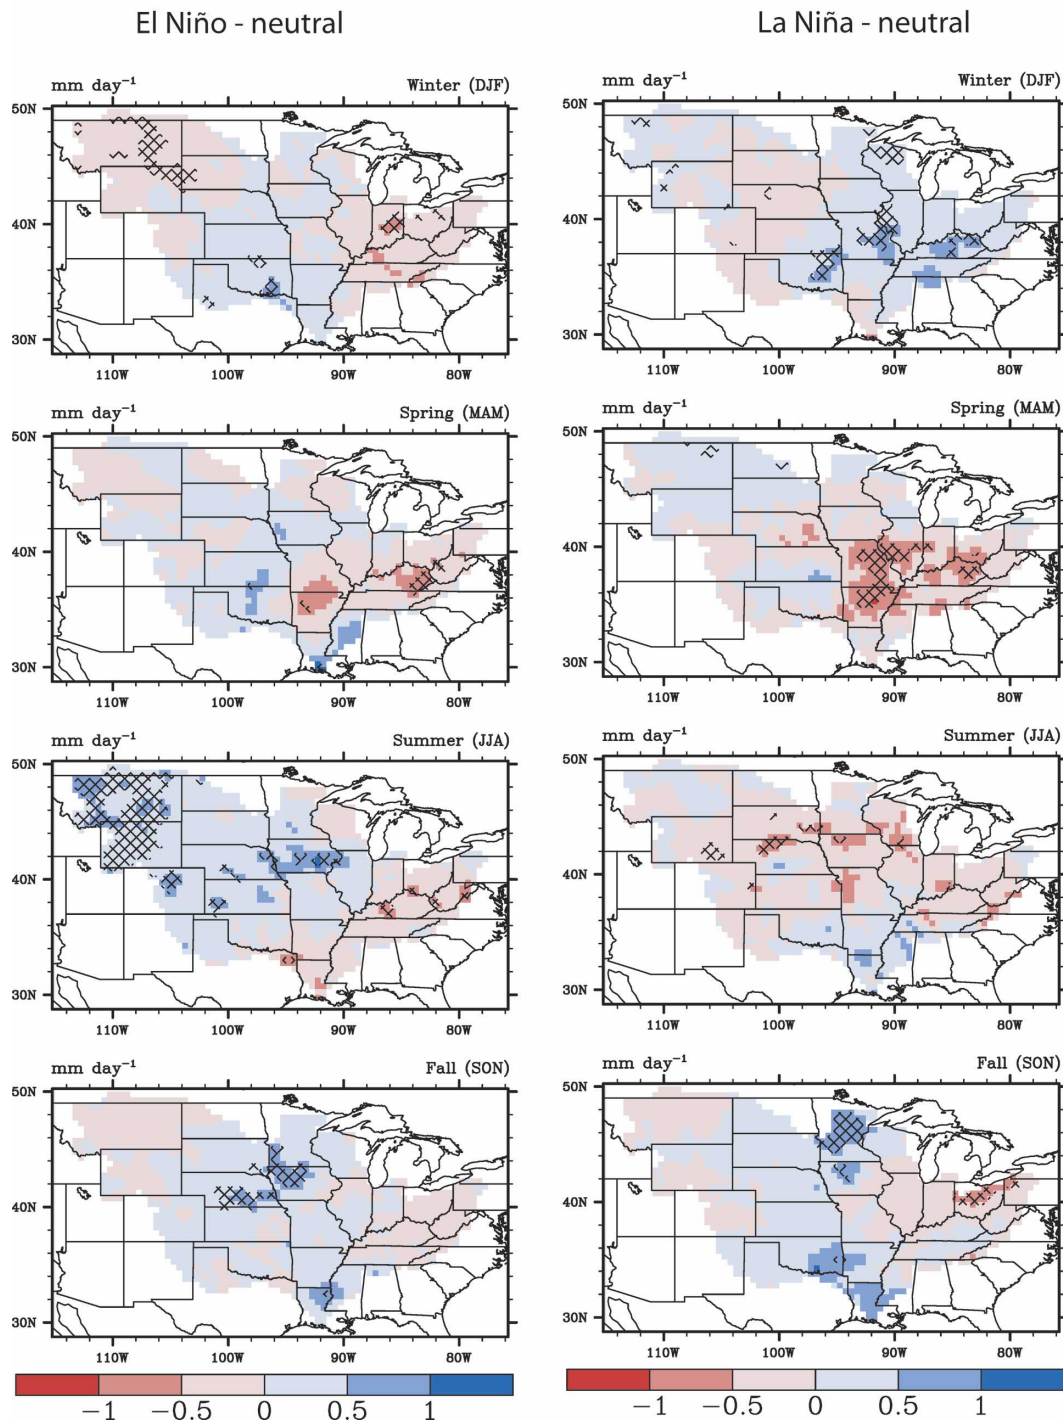 El Niño - neutral
La Niña - neutral
mm day⁻¹ Winter (DJF)
50N
40N
30N
110W 100W 90W 80W
mm day⁻¹ Winter (DJF)
50N
40N
30N
110W 100W 90W 80W
mm day⁻¹ Spring (MAM)
50N
40N
30N
110W 100W 90W 80W
mm day⁻¹ Spring (MAM)
50N
40N
30N
110W 100W 90W 80W
mm day⁻¹ Summer (JJA)
50N
40N
30N
110W 100W 90W 80W
mm day⁻¹ Summer (JJA)
50N
40N
30N
110W 100W 90W 80W
mm day⁻¹ Fall (SON)
50N
40N
30N
110W 100W 90W 80W
mm day⁻¹ Fall (SON)
50N
40N
30N
110W 100W 90W 80W
−1 −0.5 0 0.5 1
−1 −0.5 0 0.5 1